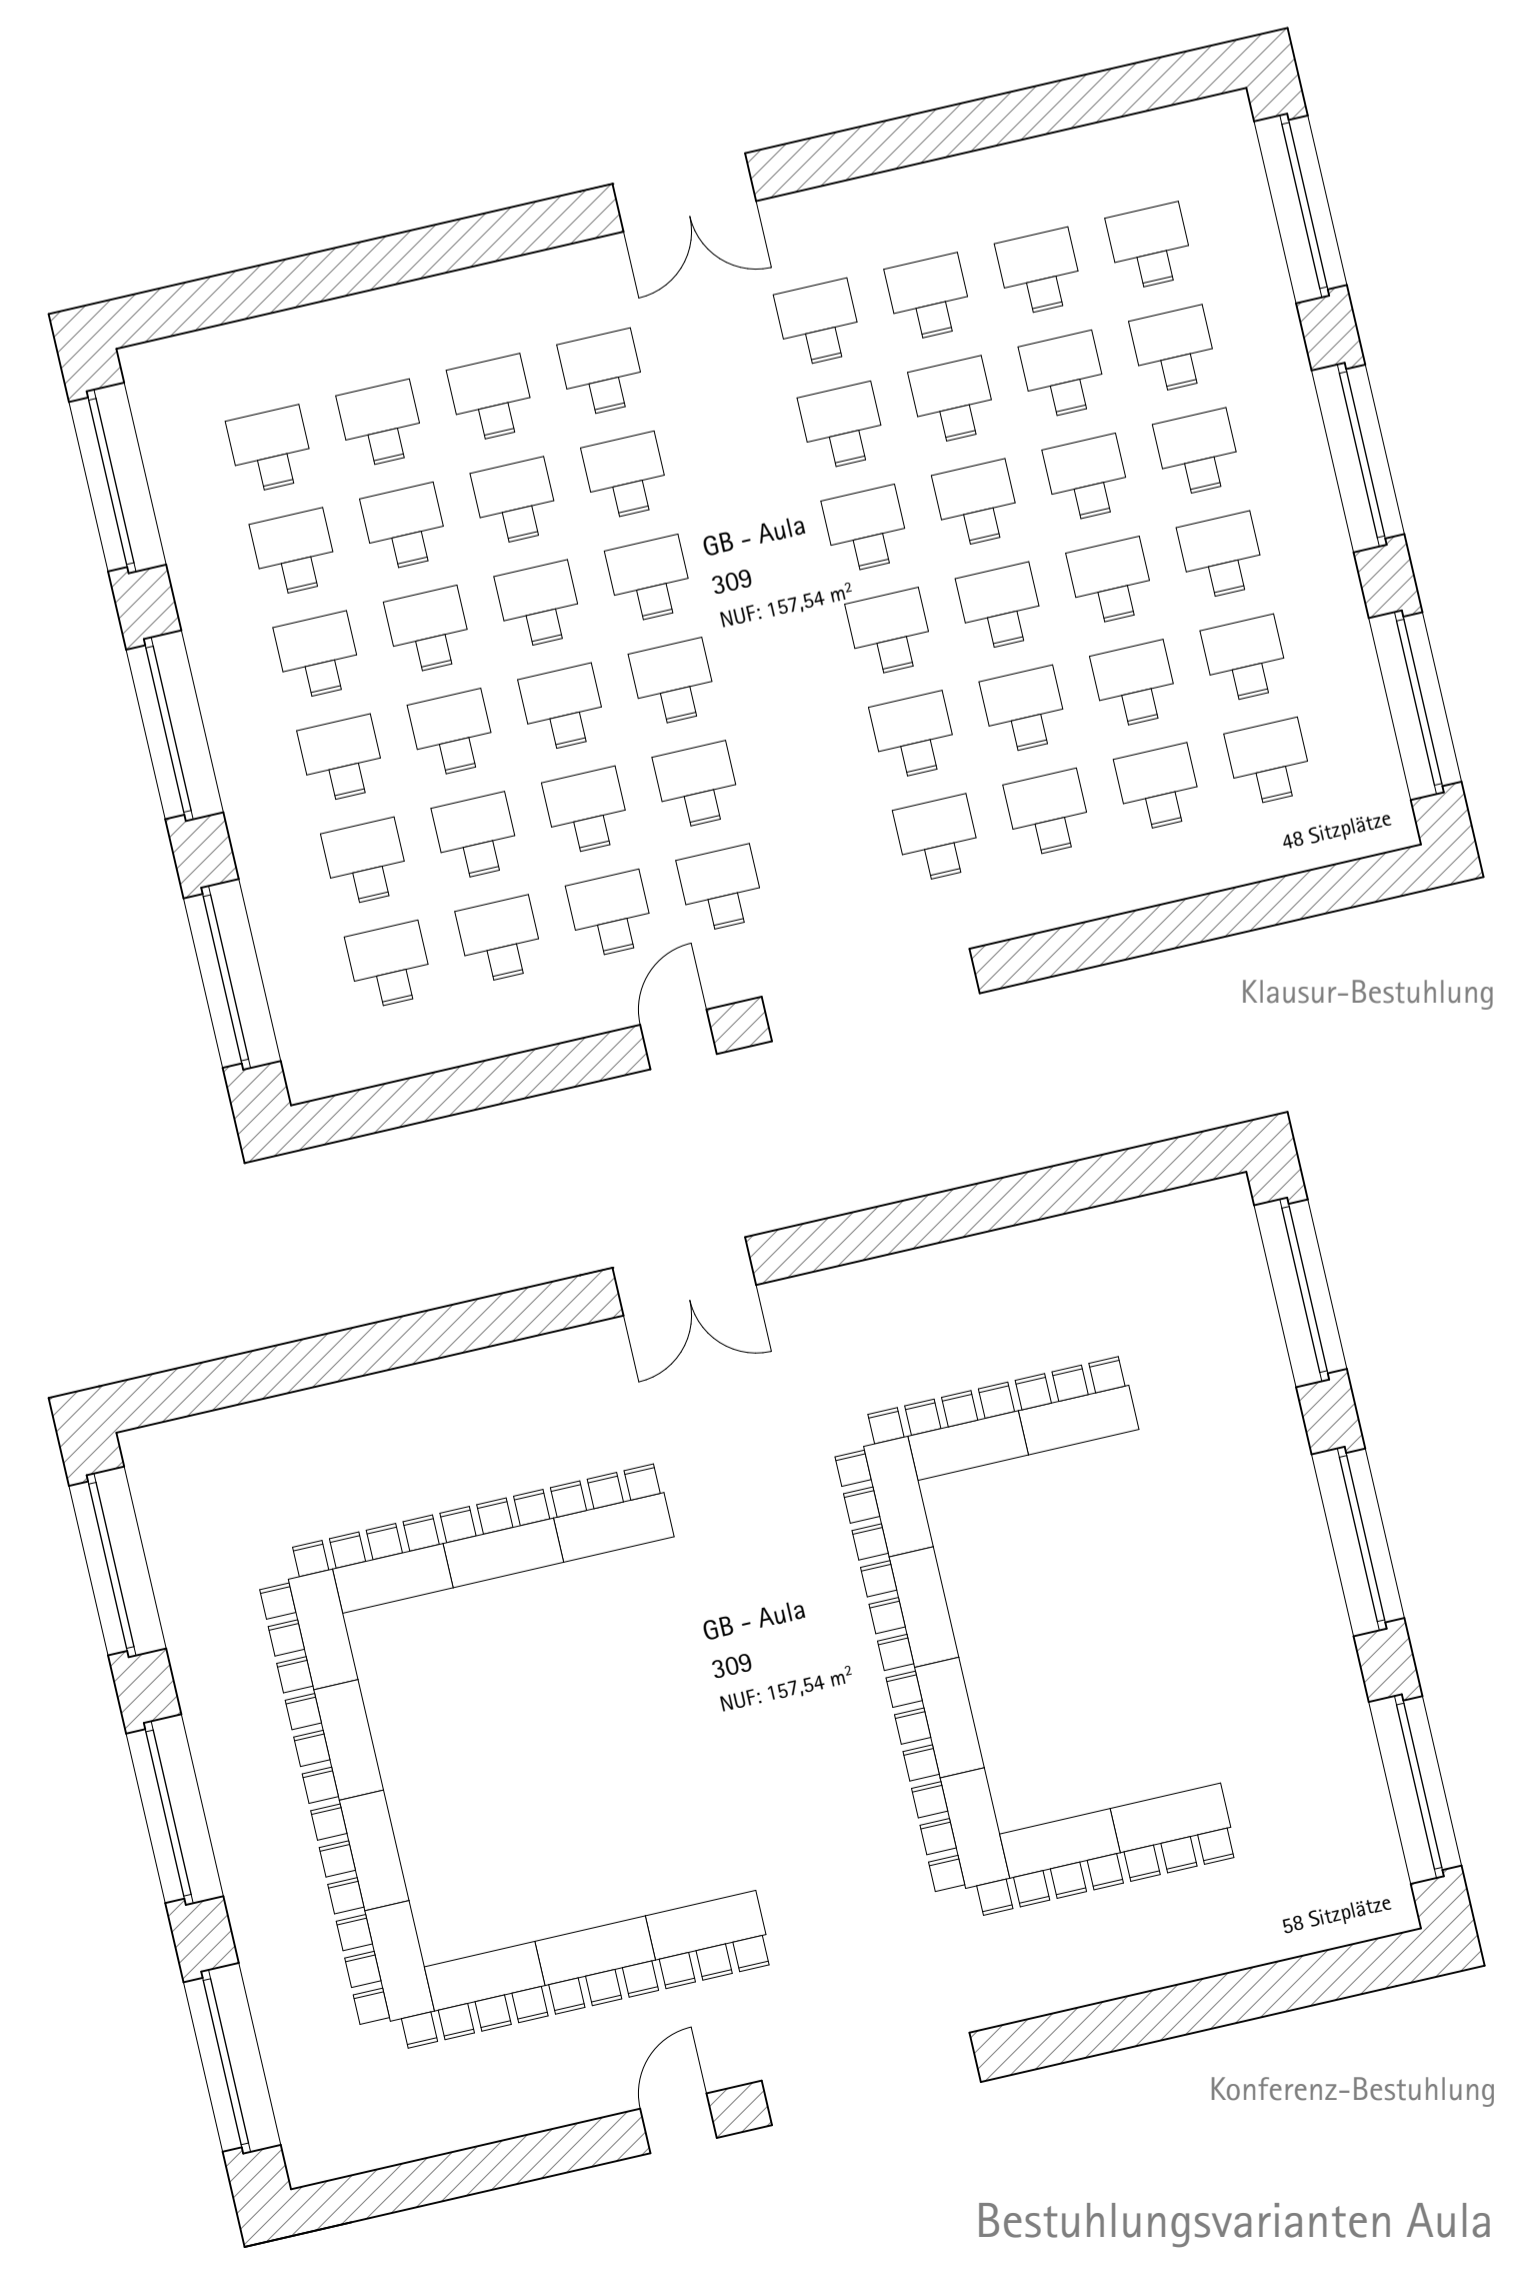 GB - Aula
309
NUF: 157,54 m²
48 Sitzplätze
Klausur-Bestuhlung
GB - Aula
309
NUF: 157,54 m²
58 Sitzplätze
Konferenz-Bestuhlung
Bestuhlungsvarianten Aula